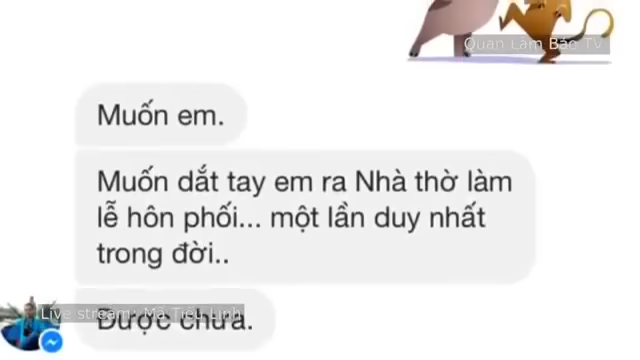 Quan Làm Báo TV
Muốn em.
Muốn dắt tay em ra Nhà thờ làm
lễ hôn phối... một lần duy nhất
trong đời..
Live stream: Mã Tiểu Linh
Được chưa.